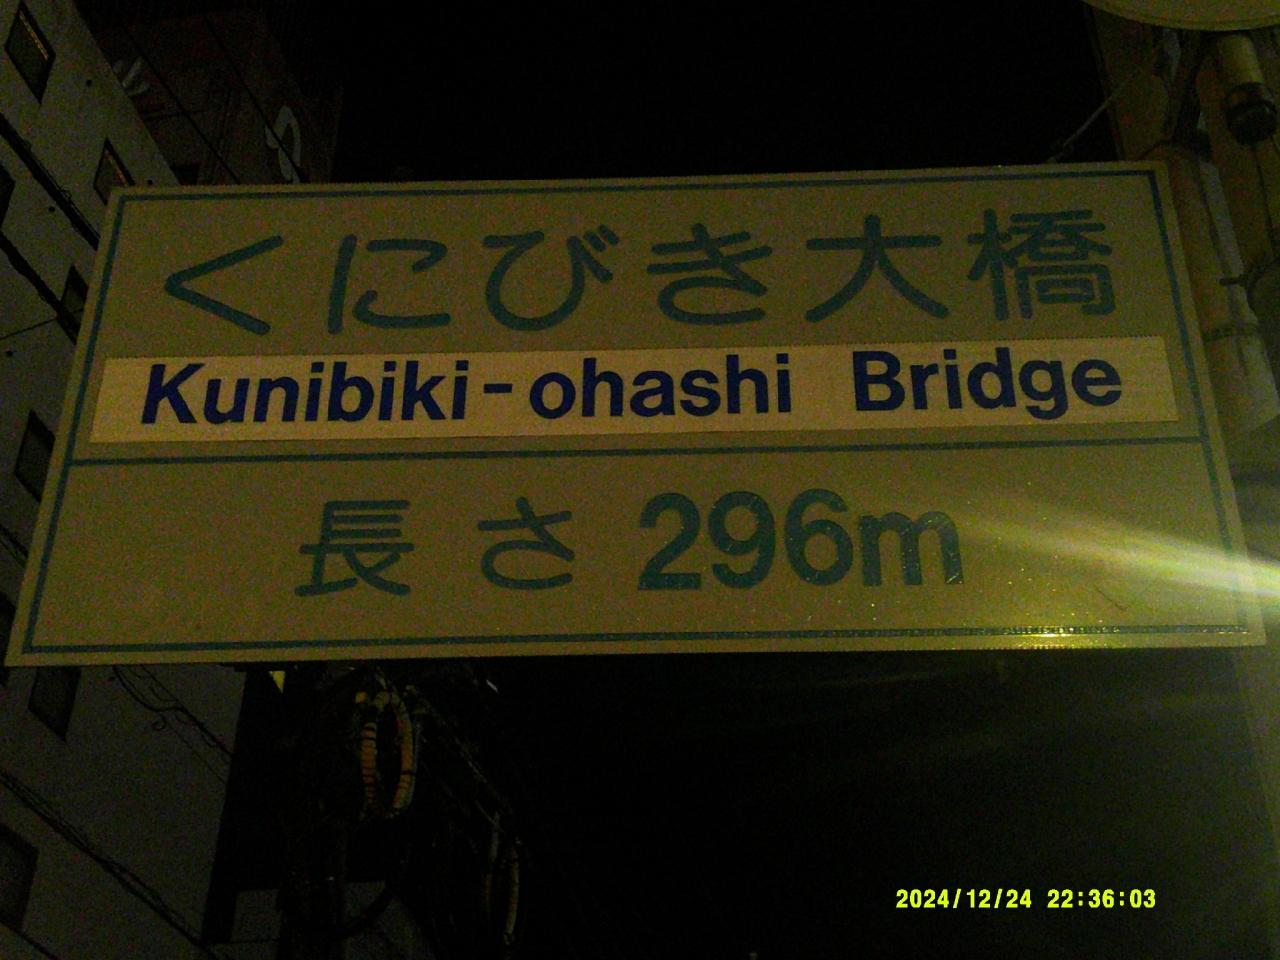 くにびき大橋
Kunibiki-ohashi Bridge
長さ 296m
2024/12/24 22:36:03